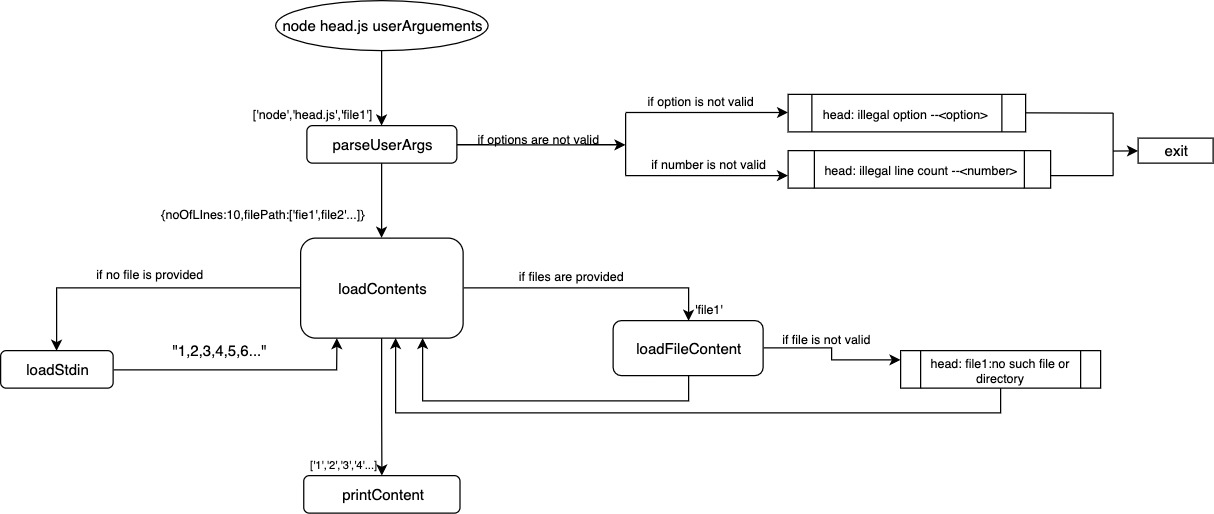 node head.js userArguements
['node','head.js','file1']
parseUserArgs
if options are not valid
if option is not valid
head: illegal option --<option>
if number is not valid
head: illegal line count --<number>
exit
{noOfLInes:10,filePath:['fie1',file2'...]}
loadContents
if no file is provided
if files are provided
'file1'
loadFileContent
if file is not valid
head: file1:no such file or
directory
"1,2,3,4,5,6..."
loadStdin
['1','2','3','4'...]
printContent